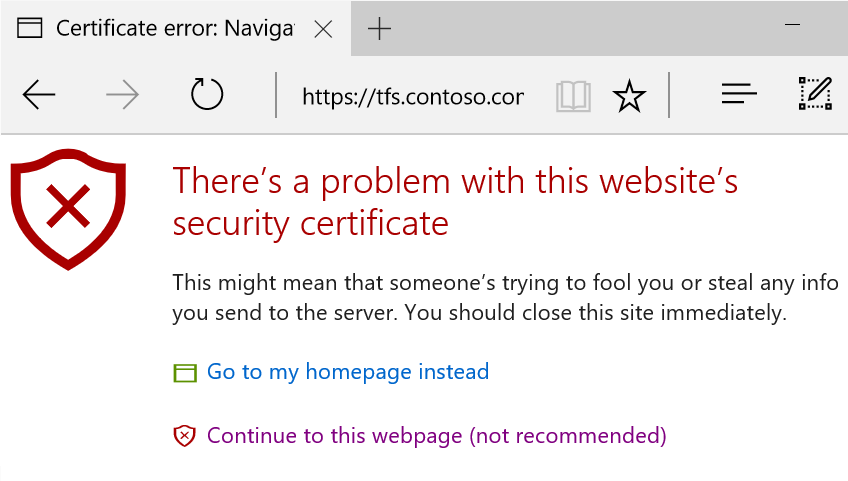 Certificate error: Naviga
https://tfs.contoso.cor
There's a problem with this website's
security certificate
This might mean that someone's trying to fool you or steal any info
you send to the server. You should close this site immediately.
Go to my homepage instead
Continue to this webpage (not recommended)